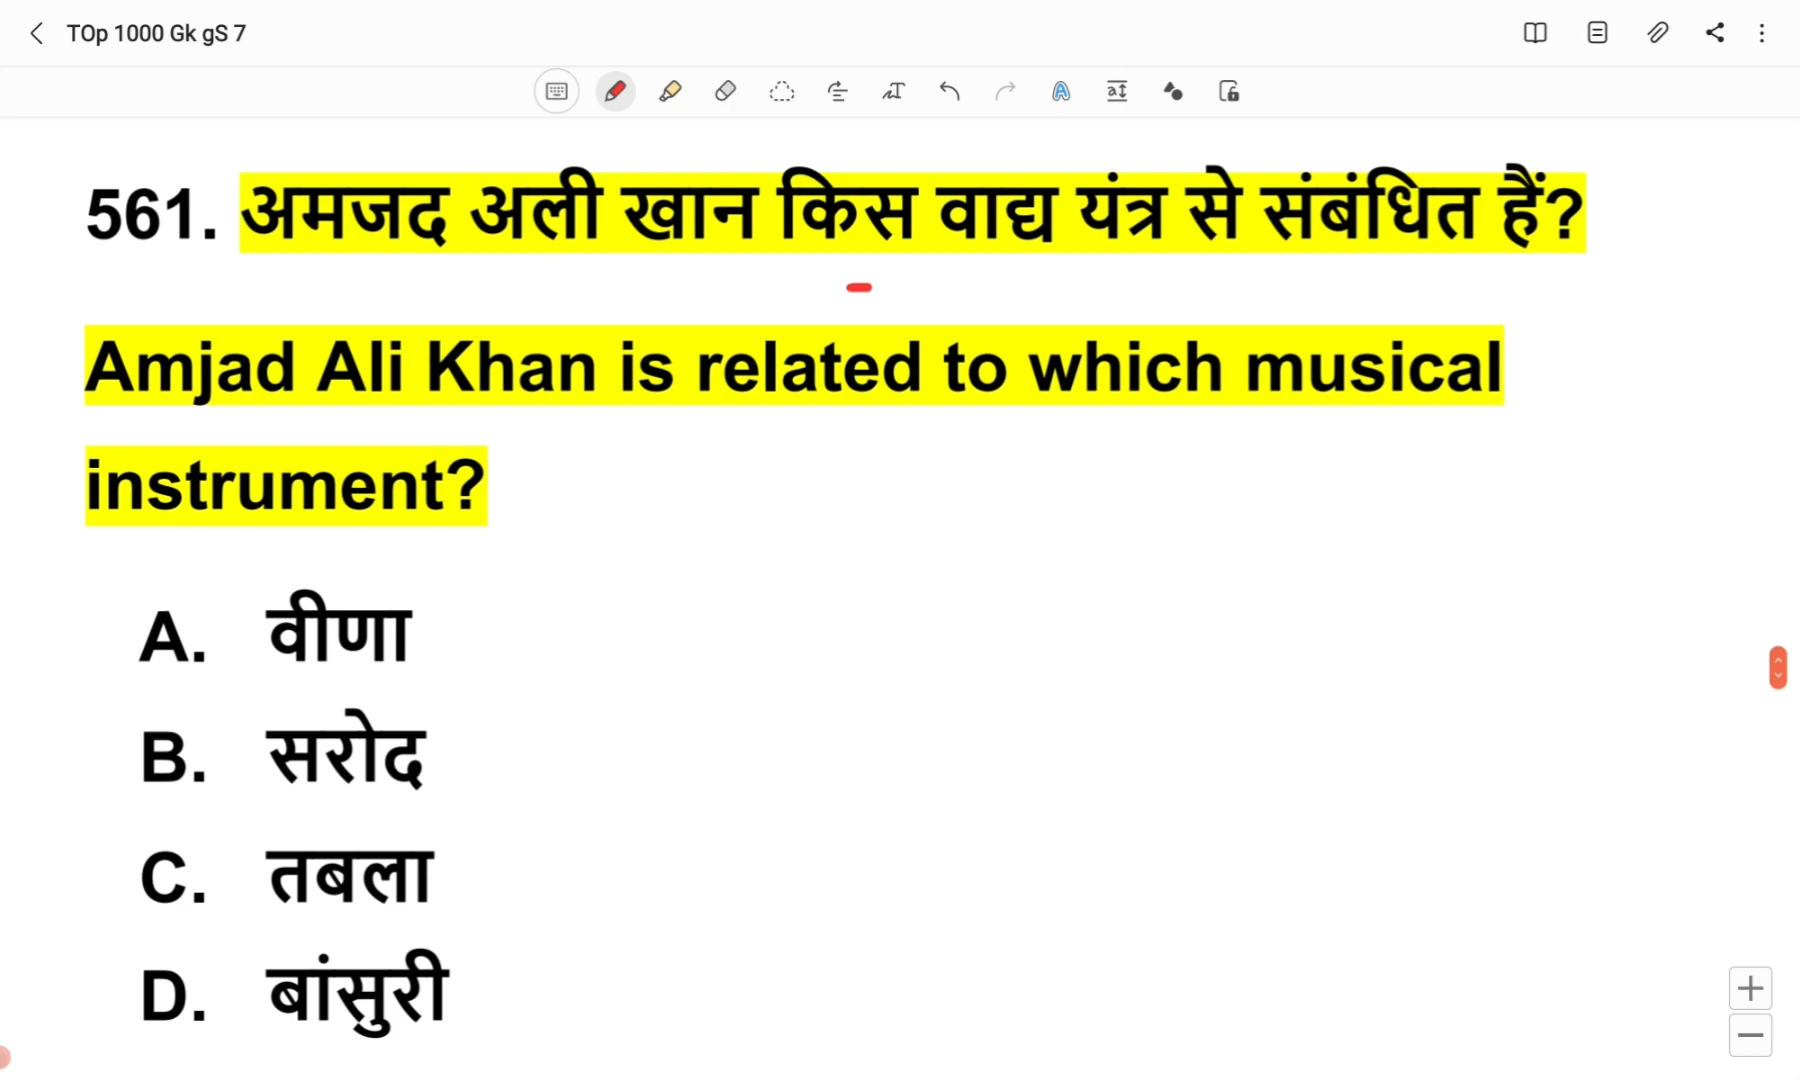 TOp 1000 Gk gS 7
561. अमजद अली खान किस वाद्य यंत्र से संबंधित हैं?
Amjad Ali Khan is related to which musical
instrument?
A. वीणा
B. सरोद
C. तबला
D. बांसुरी